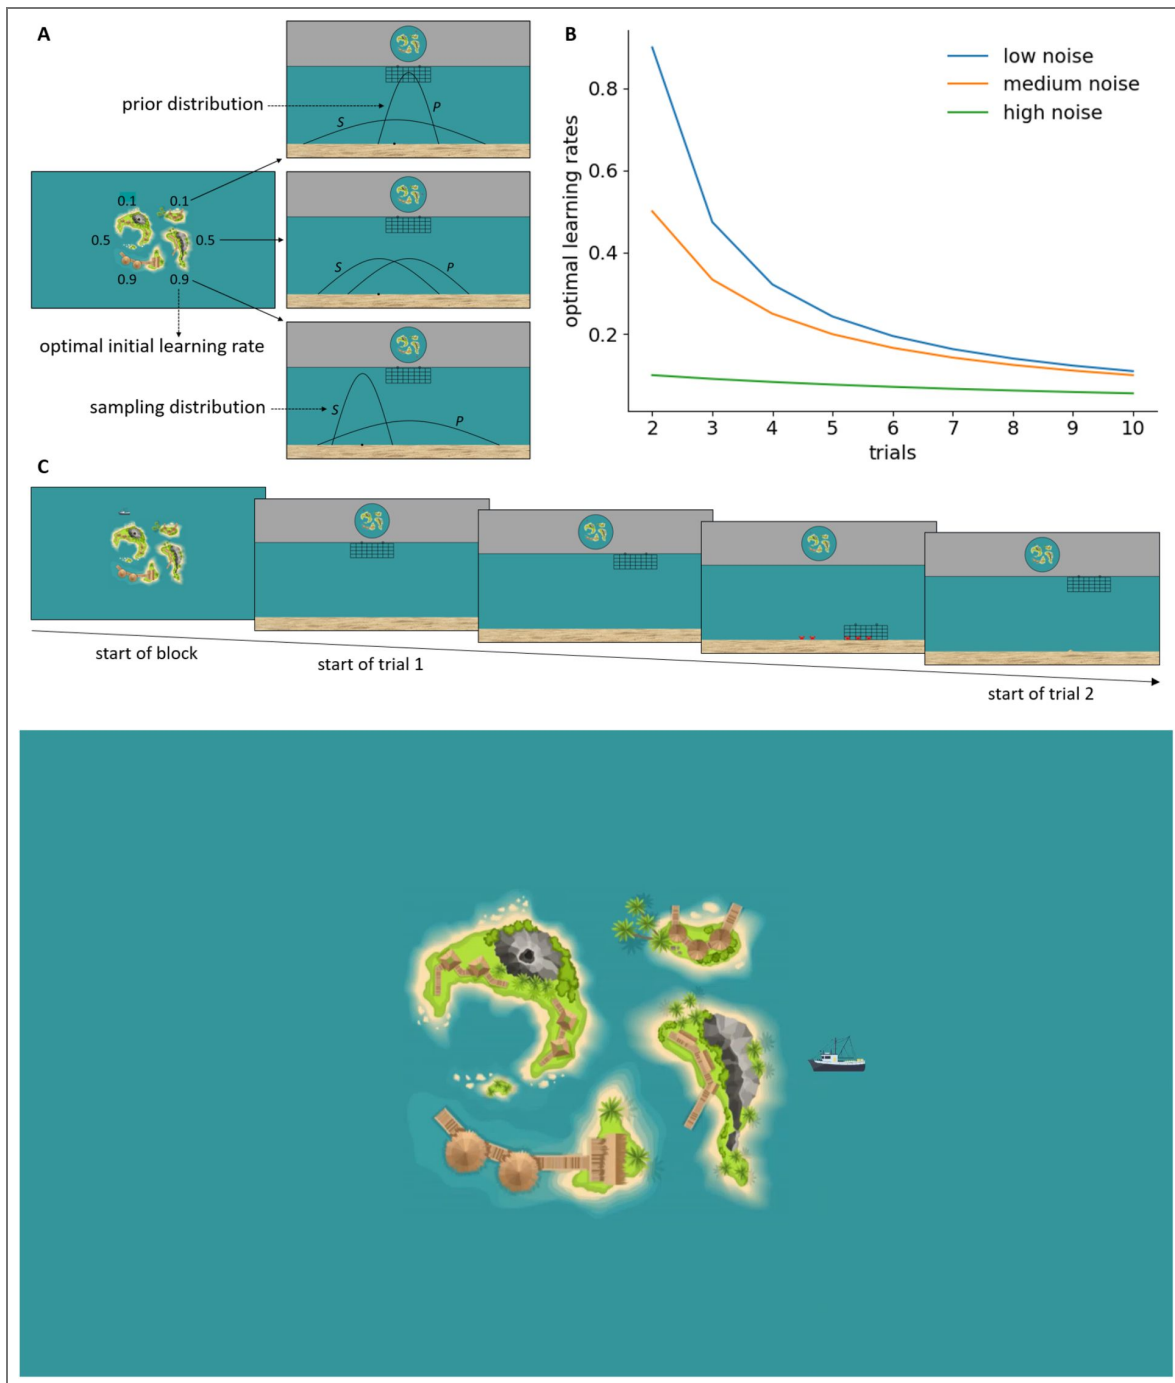 A
prior distribution
S
P
0.1
0.1
0.5
0.5
0.9
0.9
S
P
optimal initial learning rate
sampling distribution
S
P
B
optimal learning rates
0.8
0.6
0.4
0.2
low noise
medium noise
high noise
2 3 4 5 6 7 8 9 10
trials
C
start of block
start of trial 1
start of trial 2